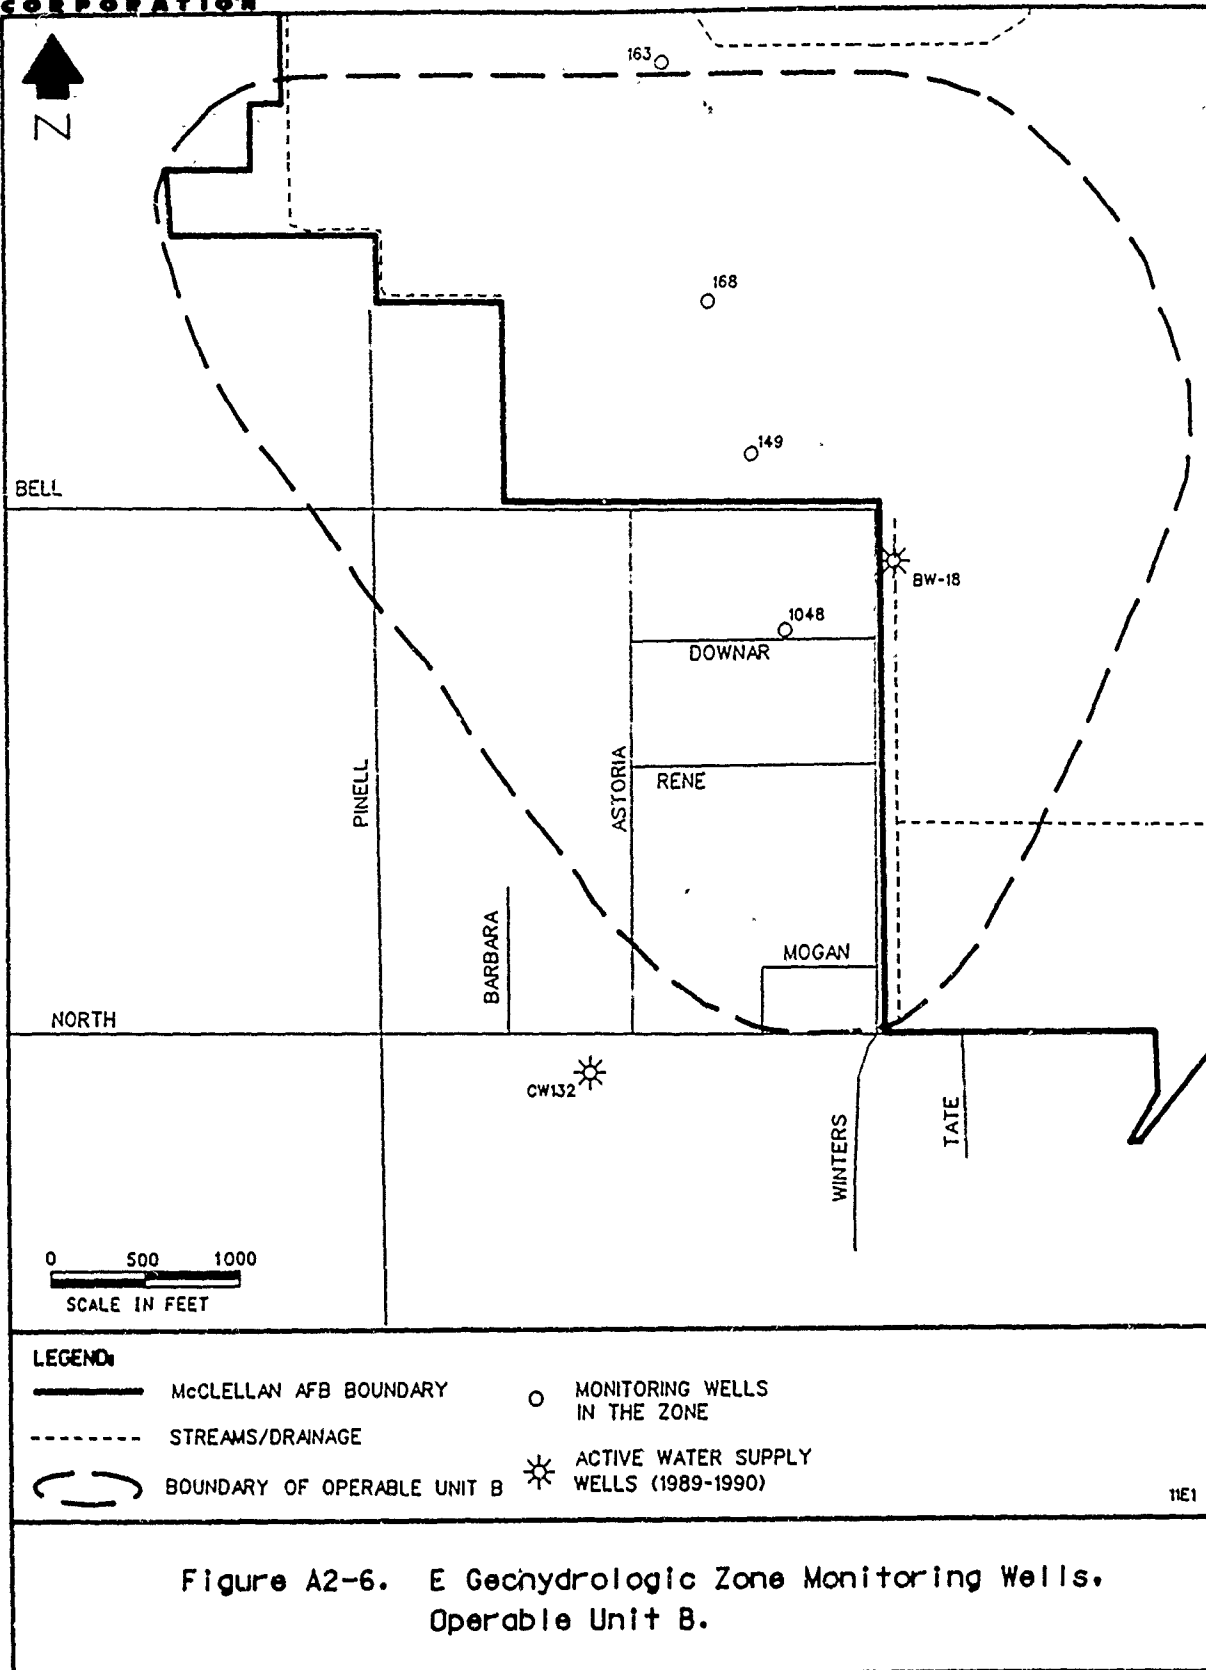 CORPORATION
N
163
168
149
BELL
BW-18
1048
DOWNAR
PINELL
ASTORIA
RENE
BARBARA
MOGAN
NORTH
CW132
WINTERS
TATE
0 500 1000
SCALE IN FEET
LEGEND:
McCLELLAN AFB BOUNDARY
STREAMS/DRAINAGE
BOUNDARY OF OPERABLE UNIT B
MONITORING WELLS
IN THE ZONE
ACTIVE WATER SUPPLY
WELLS (1989-1990)
11E1
Figure A2-6. E Geohydrologic Zone Monitoring Wells,
Operable Unit B.